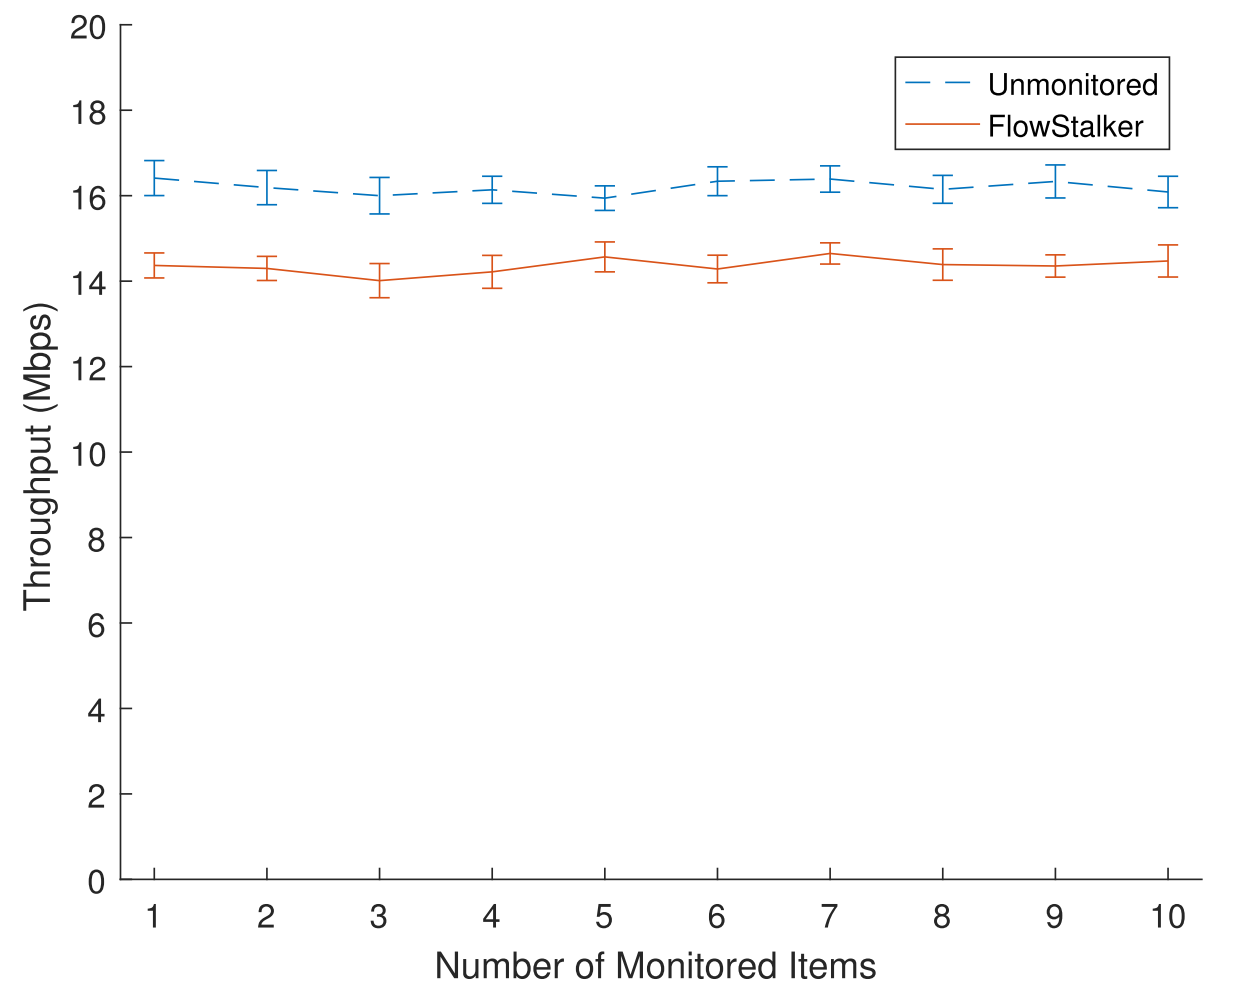 20
18
16
14
12
10
8
6
4
2
0
Throughput (Mbps)
Unmonitored
FlowStalker
1 2 3 4 5 6 7 8 9 10
Number of Monitored Items